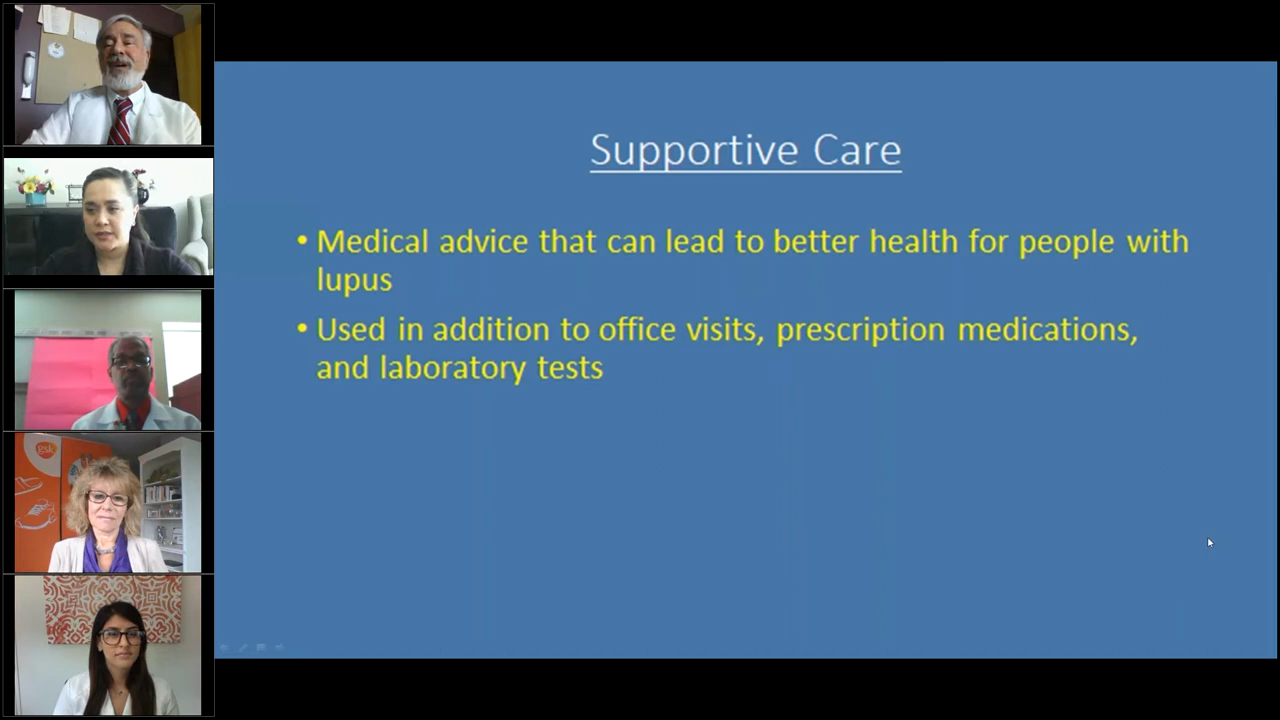 Supportive Care
• Medical advice that can lead to better health for people with
lupus
• Used in addition to office visits, prescription medications,
and laboratory tests
gsk